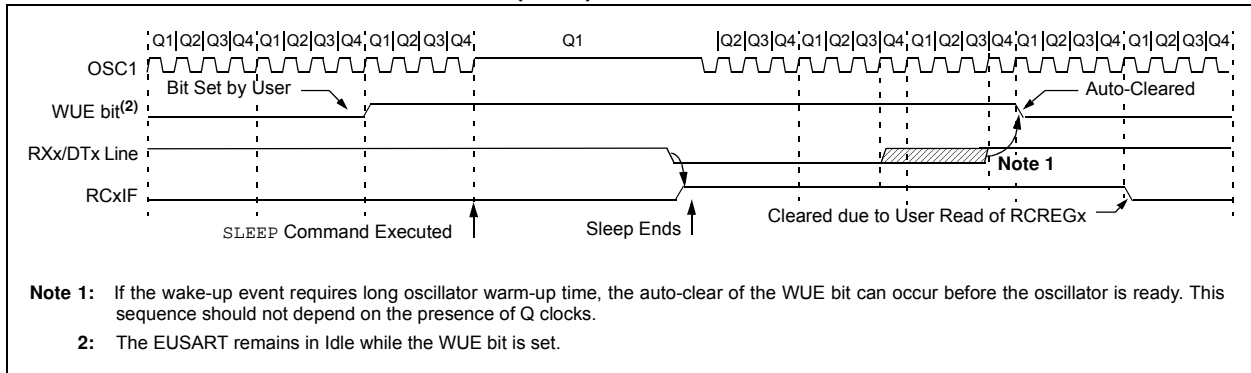 Q1 Q2 Q3 Q4 Q1 Q2 Q3 Q4 Q1 Q2 Q3 Q4 Q1 Q2 Q3 Q4 Q1 Q2 Q3 Q4 Q1 Q2 Q3 Q4 Q1 Q2 Q3 Q4
OSC1
Bit Set by User
Auto-Cleared
WUE bit(2)
RXx/DTx Line
Note 1
RCxIF
Cleared due to User Read of RCREGx
SLEEP Command Executed
Sleep Ends
Note 1: If the wake-up event requires long oscillator warm-up time, the auto-clear of the WUE bit can occur before the oscillator is ready. This
sequence should not depend on the presence of Q clocks.
2: The EUSART remains in Idle while the WUE bit is set.